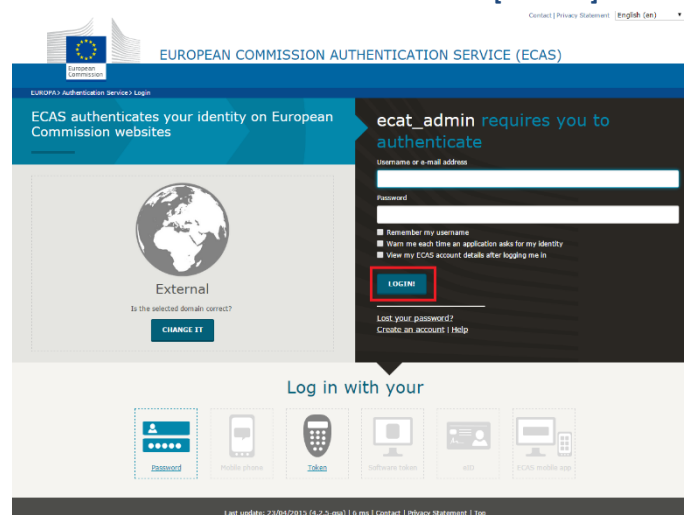 Contact | Privacy Statement English (en)
EUROPEAN COMMISSION AUTHENTICATION SERVICE (ECAS)
European
Commission
EUROPA > Authentication Service > Login
ECAS authenticates your identity on European
Commission websites
External
Is the selected domain correct?
CHANGE IT
ecat_admin requires you to
authenticate
Username or e-mail address
Password
Remember my username
Warn me each time an application asks for my identity
View my ECAS account details after logging me in
LOGIN!
Lost your password?
Create an account | Help
Log in with your
Password
Mobile phone
Token
Software token
eID
ECAS mobile app
Last update: 23/04/2015 (4.2.5-gsa) | 6 ms | Contact | Privacy Statement | Top